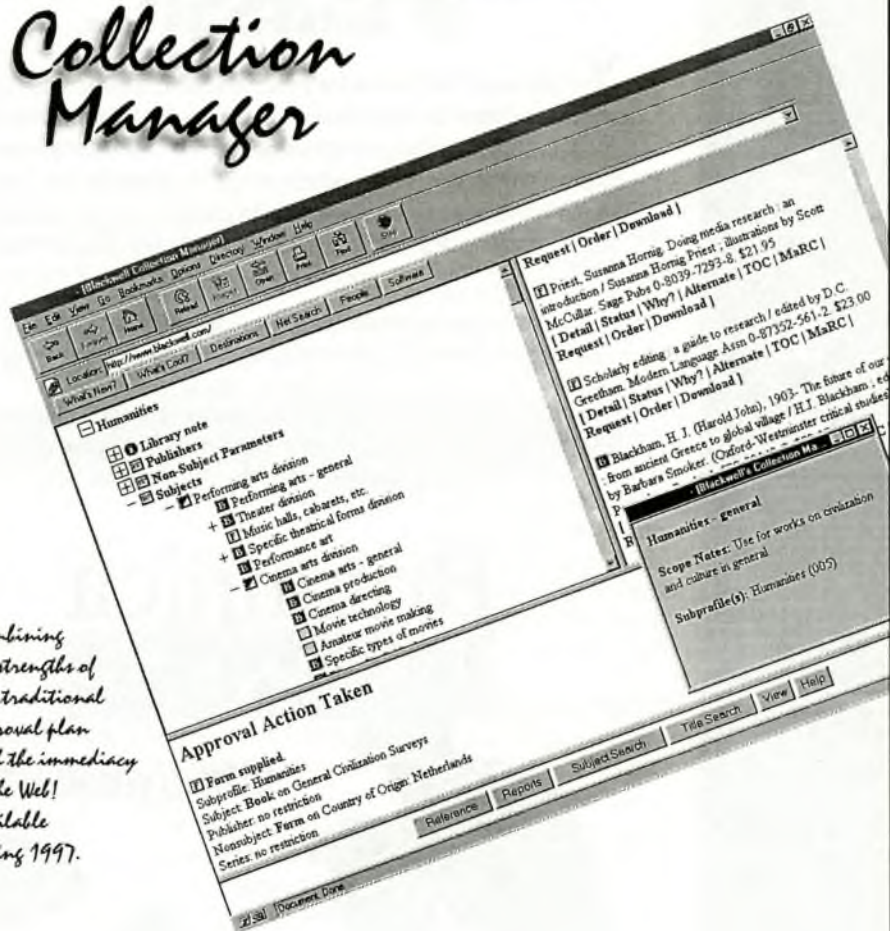 Collection
Manager
- [Blackwell Collection Manager]
File Edit View Go Bookmarks Options Directory Window Help
Back Forward Home Reload Images Open Print Find Stop
Location: http://www.blackwell.com/
What's New? What's Cool? Destinations Net Search People Software
Humanities
Library note
Publishers
Non-Subject Parameters
Subjects
Performing arts division
Performing arts - general
Theater division
Music halls, cabarets, etc.
Specific theatrical forms division
Performance art
Cinema arts division
Cinema arts - general
Cinema production
Cinema directing
Movie technology
Amateur movie making
Specific types of movies
Request | Order | Download |
F Priest, Susanna Hornig. Doing media research : an
introduction / Susanna Hornig Priest ; illustrations by Scott
McCullar. Sage Pubs 0-8039-7293-8, $21.95
[ Detail | Status | Why? | Alternate | TOC | MaRC |
Request | Order | Download ]
F Scholarly editing : a guide to research / edited by D.C.
Greetham. Modern Language Assn 0-87352-561-2, $23.00
[ Detail | Status | Why? | Alternate | TOC | MaRC |
Request | Order | Download ]
B Blackham, H. J. (Harold John), 1903- The future of our
: from ancient Greece to global village / H.J. Blackham ; ed
by Barbara Smoker. (Oxford-Westminster critical studies
- [Blackwell's Collection Ma...
Humanities - general
Scope Notes: Use for works on civilization
and culture in general
Subprofile(s): Humanities (005)
Approval Action Taken
F Form supplied.
Subprofile: Humanities
Subject: Book on General Civilization Surveys
Publisher: no restriction
Nonsubject: Form on Country of Origin: Netherlands
Series: no restriction
Reference Reports Subject Search Title Search View Help
Document: Done
mbining
strengths of
traditional
roval plan
the immediacy
he Web!
ilable
ing 1997.